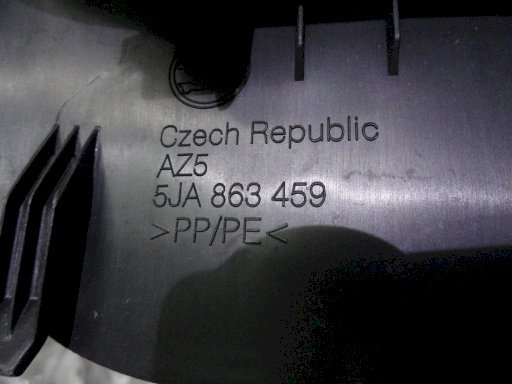 Czech Republic
AZ5
5JA 863 459
>PP/PE<